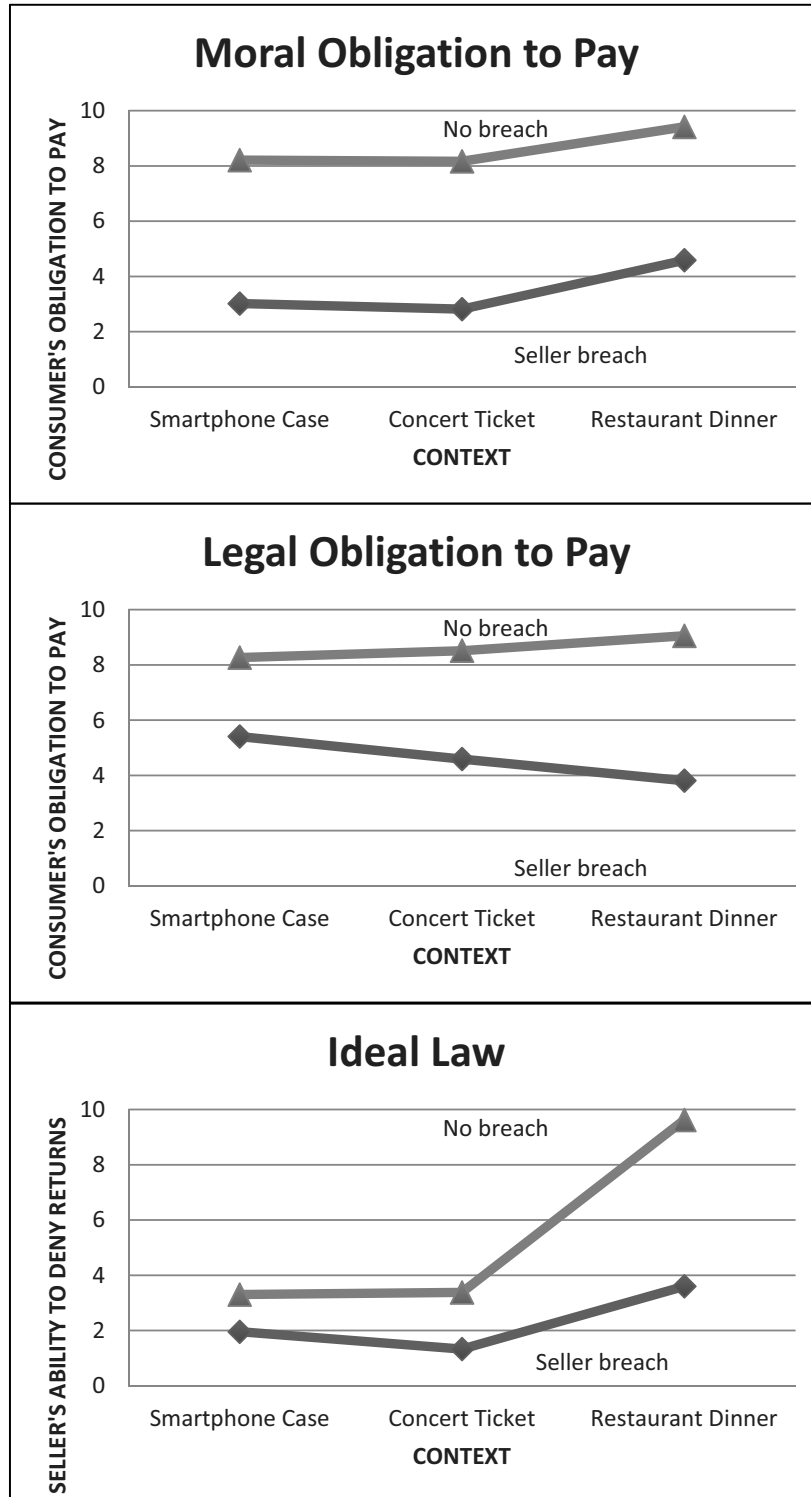 Moral Obligation to Pay
CONSUMER'S OBLIGATION TO PAY
10
8
6
4
2
0
No breach
Seller breach
Smartphone Case Concert Ticket Restaurant Dinner
CONTEXT
Legal Obligation to Pay
CONSUMER'S OBLIGATION TO PAY
10
8
6
4
2
0
No breach
Seller breach
Smartphone Case Concert Ticket Restaurant Dinner
CONTEXT
Ideal Law
SELLER'S ABILITY TO DENY RETURNS
10
8
6
4
2
0
No breach
Seller breach
Smartphone Case Concert Ticket Restaurant Dinner
CONTEXT